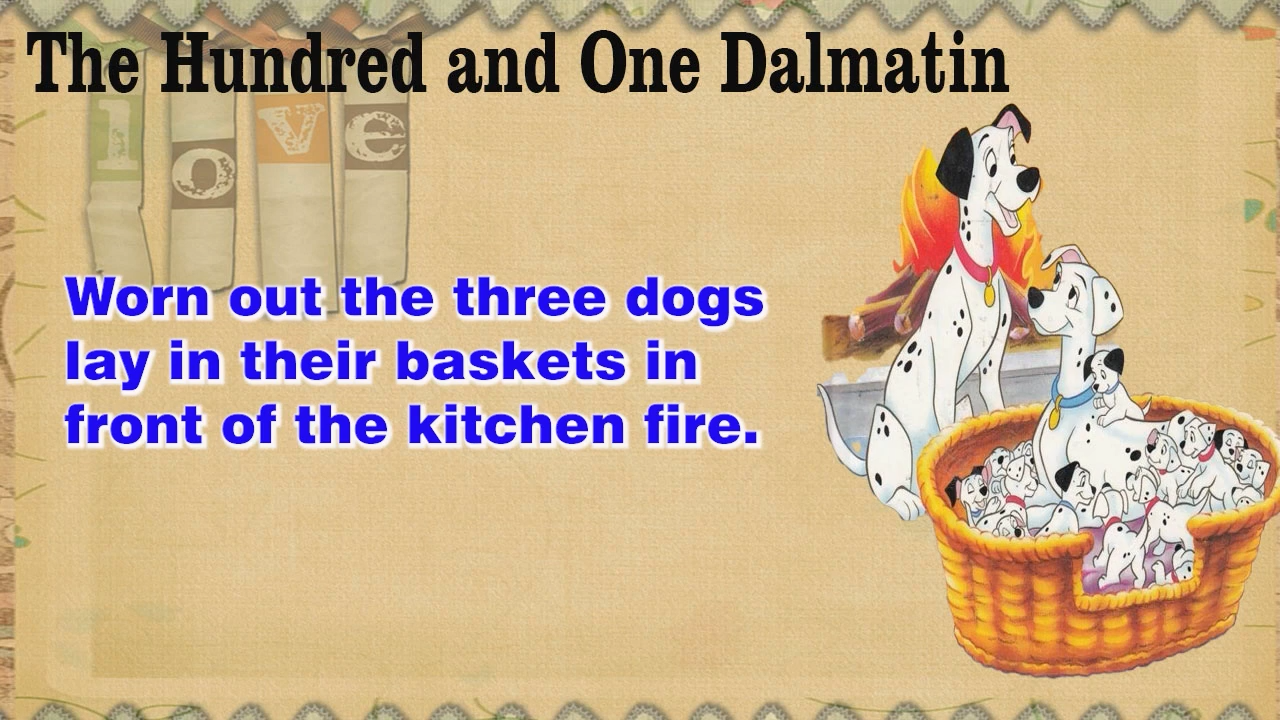 The Hundred and One Dalmatin
love
Worn out the three dogs
lay in their baskets in
front of the kitchen fire.